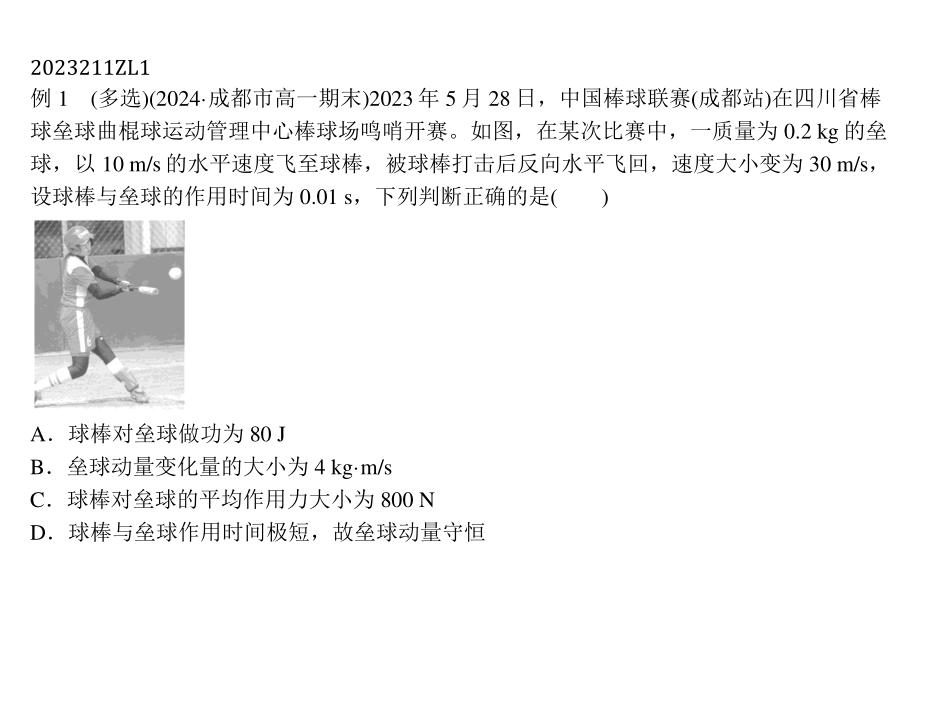 2023211ZL1
例 1　(多选)(2024·成都市高一期末)2023 年 5 月 28 日，中国棒球联赛(成都站)在四川省棒
球垒球曲棍球运动管理中心棒球场鸣哨开赛。如图，在某次比赛中，一质量为 0.2 kg 的垒
球，以 10 m/s 的水平速度飞至球棒，被球棒打击后反向水平飞回，速度大小变为 30 m/s，
设球棒与垒球的作用时间为 0.01 s，下列判断正确的是(　　)
A．球棒对垒球做功为 80 J
B．垒球动量变化量的大小为 4 kg·m/s
C．球棒对垒球的平均作用力大小为 800 N
D．球棒与垒球作用时间极短，故垒球动量守恒